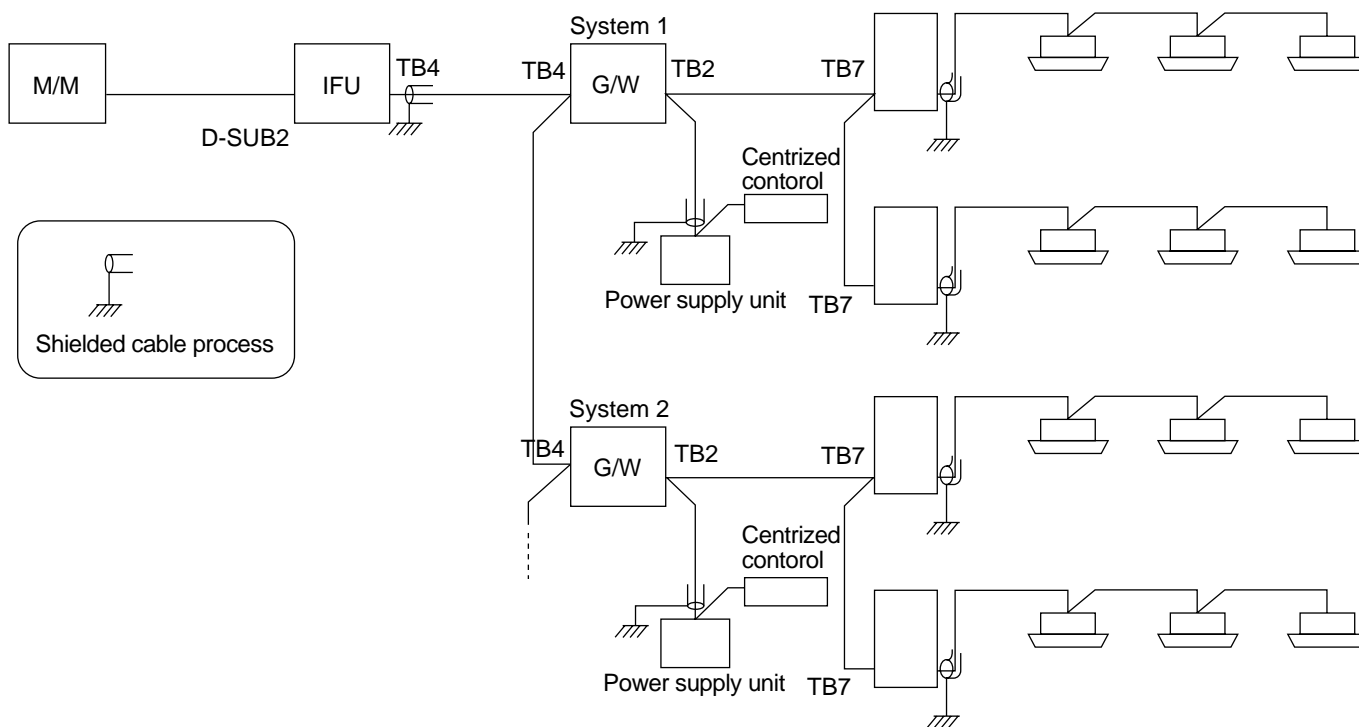 System 1
M/M
IFU
TB4
TB4
G/W
TB2
TB7
D-SUB2
Centrized
contorol
Power supply unit
TB7
Shielded cable process
System 2
TB4
G/W
TB2
TB7
Centrized
contorol
Power supply unit
TB7